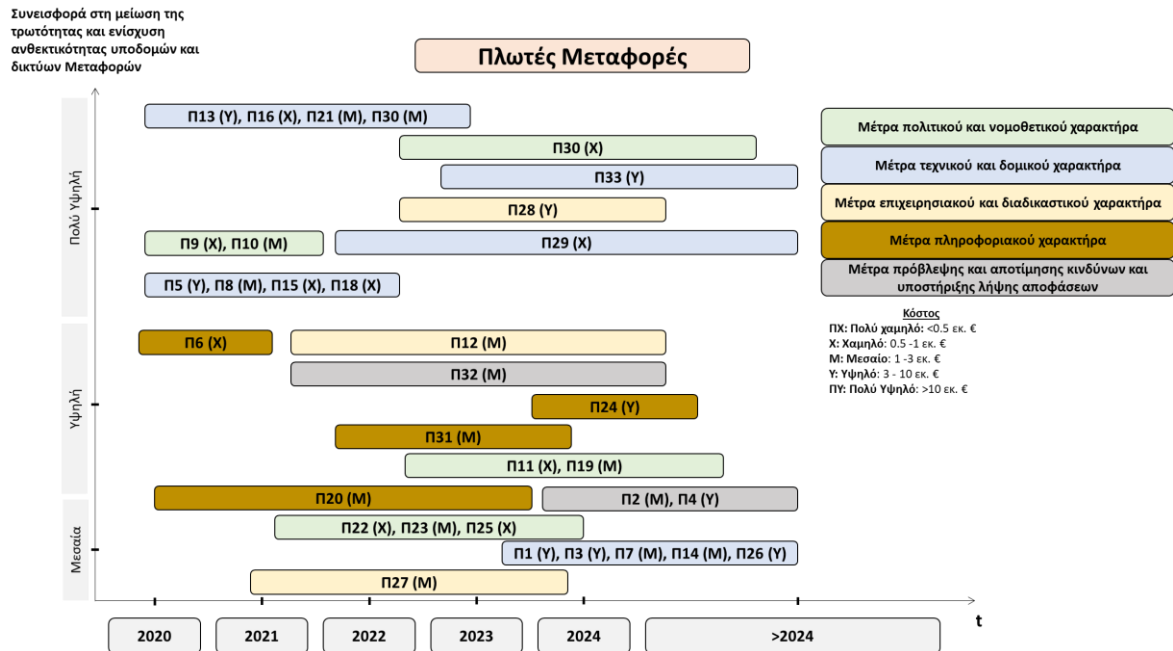 Συνεισφορά στη μείωση της
τρωτότητας και ενίσχυση
ανθεκτικότητας υποδομών και
δικτύων Μεταφορών
Πλωτές Μεταφορές
Πολύ Υψηλή
Π13 (Υ), Π16 (Χ), Π21 (Μ), Π30 (Μ)
Π30 (Χ)
Π33 (Υ)
Π28 (Υ)
Π9 (Χ), Π10 (Μ)
Π29 (Χ)
Π5 (Υ), Π8 (Μ), Π15 (Χ), Π18 (Χ)
Υψηλή
Π6 (Χ)
Π12 (Μ)
Π32 (Μ)
Π24 (Υ)
Π31 (Μ)
Π11 (Χ), Π19 (Μ)
Μεσαία
Π20 (Μ)
Π2 (Μ), Π4 (Υ)
Π22 (Χ), Π23 (Μ), Π25 (Χ)
Π1 (Υ), Π3 (Υ), Π7 (Μ), Π14 (Μ), Π26 (Υ)
Π27 (Μ)
t
2020
2021
2022
2023
2024
>2024
Μέτρα πολιτικού και νομοθετικού χαρακτήρα
Μέτρα τεχνικού και δομικού χαρακτήρα
Μέτρα επιχειρησιακού και διαδικαστικού χαρακτήρα
Μέτρα πληροφοριακού χαρακτήρα
Μέτρα πρόβλεψης και αποτίμησης κινδύνων και
υποστήριξης λήψης αποφάσεων
Κόστος
ΠΧ: Πολύ χαμηλό: <0.5 εκ. €
Χ: Χαμηλό: 0.5 -1 εκ. €
Μ: Μεσαίο: 1 -3 εκ. €
Υ: Υψηλό: 3 - 10 εκ. €
ΠΥ: Πολύ Υψηλό: >10 εκ. €